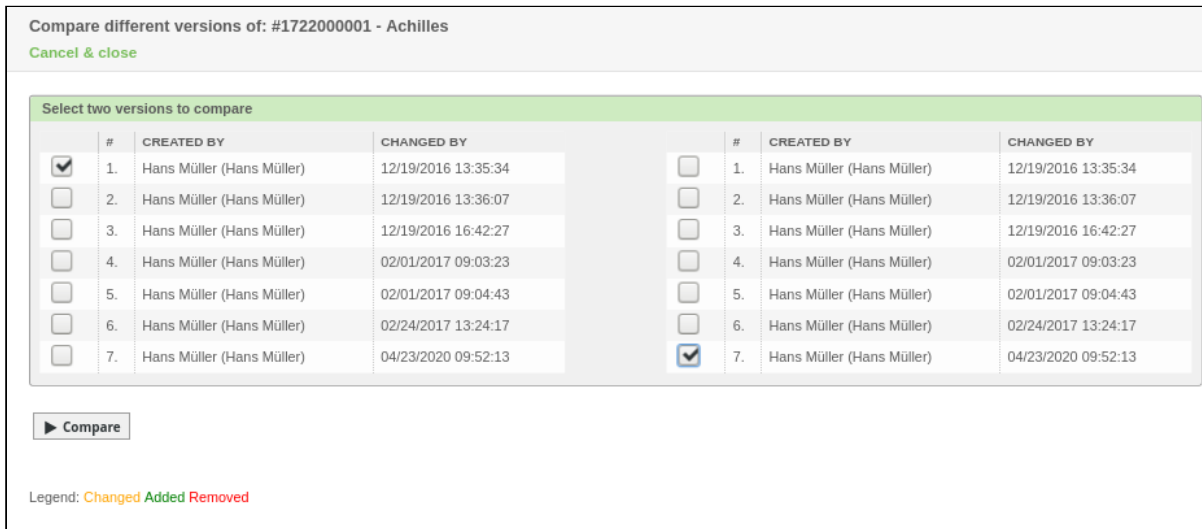 Compare different versions of: #1722000001 - Achilles
Cancel & close
Select two versions to compare
# CREATED BY CHANGED BY # CREATED BY CHANGED BY
1. Hans Müller (Hans Müller) 12/19/2016 13:35:34 1. Hans Müller (Hans Müller) 12/19/2016 13:35:34
2. Hans Müller (Hans Müller) 12/19/2016 13:36:07 2. Hans Müller (Hans Müller) 12/19/2016 13:36:07
3. Hans Müller (Hans Müller) 12/19/2016 16:42:27 3. Hans Müller (Hans Müller) 12/19/2016 16:42:27
4. Hans Müller (Hans Müller) 02/01/2017 09:03:23 4. Hans Müller (Hans Müller) 02/01/2017 09:03:23
5. Hans Müller (Hans Müller) 02/01/2017 09:04:43 5. Hans Müller (Hans Müller) 02/01/2017 09:04:43
6. Hans Müller (Hans Müller) 02/24/2017 13:24:17 6. Hans Müller (Hans Müller) 02/24/2017 13:24:17
7. Hans Müller (Hans Müller) 04/23/2020 09:52:13 7. Hans Müller (Hans Müller) 04/23/2020 09:52:13
Compare
Legend: Changed Added Removed